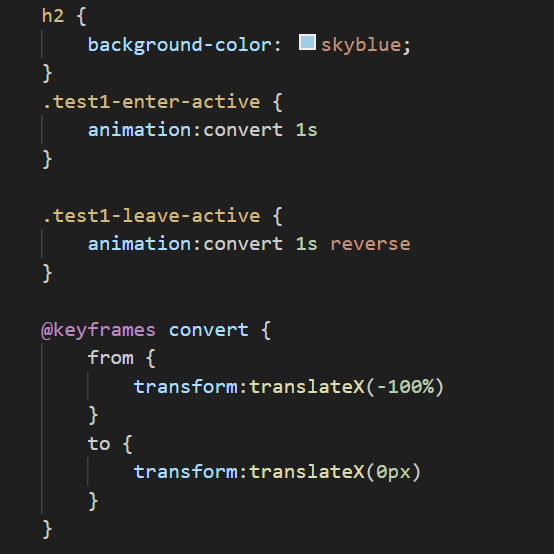 h2 {
    background-color: skyblue;
}
.test1-enter-active {
    animation:convert 1s
}

.test1-leave-active {
    animation:convert 1s reverse
}

@keyframes convert {
    from {
        transform:translateX(-100%)
    }
    to {
        transform:translateX(0px)
    }
}